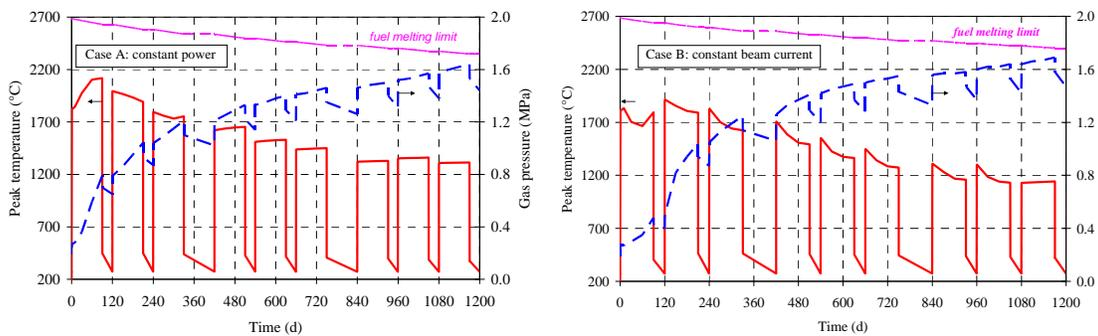 2700
2200
1700
1200
700
200
Peak temperature (°C)
Case A: constant power
fuel melting limit
2.0
1.6
1.2
0.8
0.4
0.0
Gas pressure (MPa)
0 120 240 360 480 600 720 840 960 1080 1200
Time (d)
2700
2200
1700
1200
700
200
Peak temperature (°C)
Case B: constant beam current
fuel melting limit
2.0
1.6
1.2
0.8
0.4
0.0
0 120 240 360 480 600 720 840 960 1080 1200
Time (d)